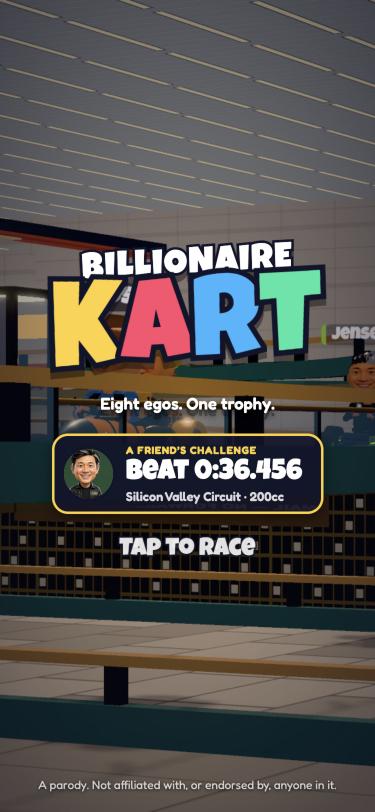 BILLIONAIRE
KART
Jense
Eight egos. One trophy.
A FRIEND'S CHALLENGE
BEAT 0:36.456
Silicon Valley Circuit · 200cc
TAP TO RACE
A parody. Not affiliated with, or endorsed by, anyone in it.